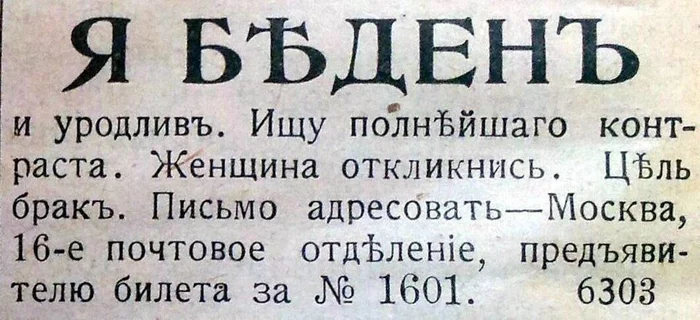 Я БѢДЕНЪ
и уродливъ. Ищу полнѣйшаго конт-
раста. Женщина откликнись. Цѣль
бракъ. Письмо адресовать—Москва,
16-е почтовое отдѣленіе, предъяви-
телю билета за № 1601. 6303